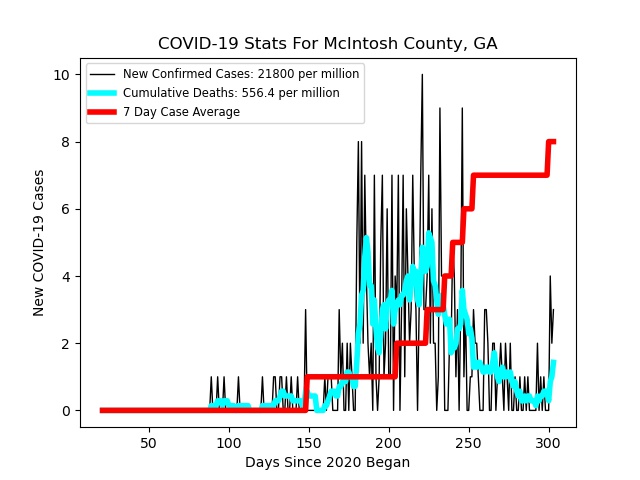 COVID-19 Stats For McIntosh County, GA
New Confirmed Cases: 21800 per million
Cumulative Deaths: 556.4 per million
7 Day Case Average
New COVID-19 Cases
10
8
6
4
2
0
50 100 150 200 250 300
Days Since 2020 Began